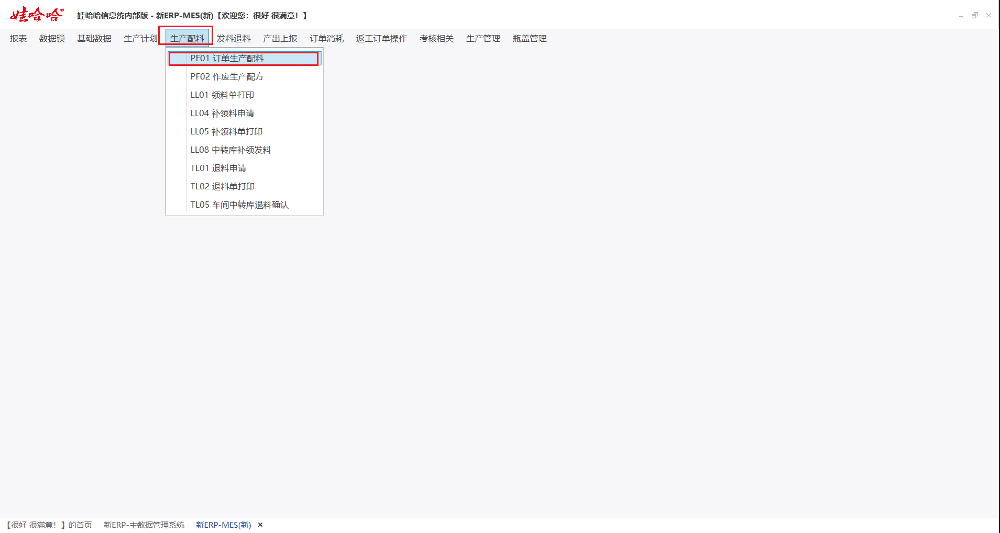 娃哈哈®
娃哈哈信息统内部版 - 新ERP-MES(新)【欢迎您：很好 很满意！】
报表 数据锁 基础数据 生产计划 生产配料 发料退料 产出上报 订单消耗 返工订单操作 考核相关 生产管理 瓶盖管理
PF01 订单生产配料
PF02 作废生产配方
LL01 领料单打印
LL04 补领料申请
LL05 补领料单打印
LL08 中转库补领发料
TL01 退料申请
TL02 退料单打印
TL05 车间中转库退料确认
【很好 很满意！】的首页 新ERP-主数据管理系统 新ERP-MES(新)